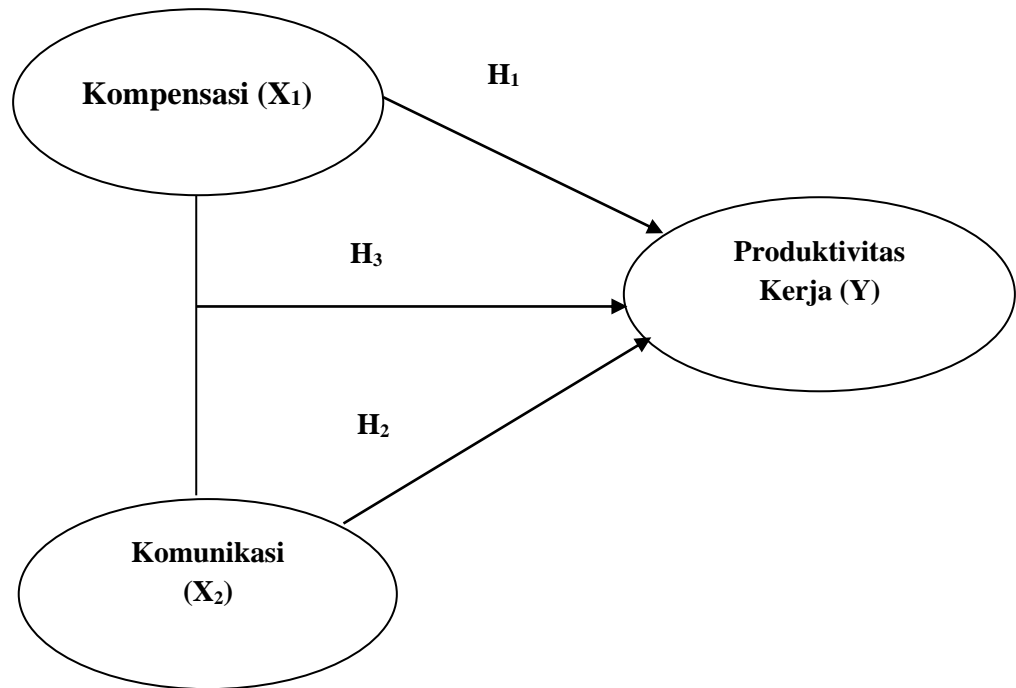 H₁
Kompensasi (X₁)
Produktivitas
Kerja (Y)
H₃
H₂
Komunikasi
(X₂)